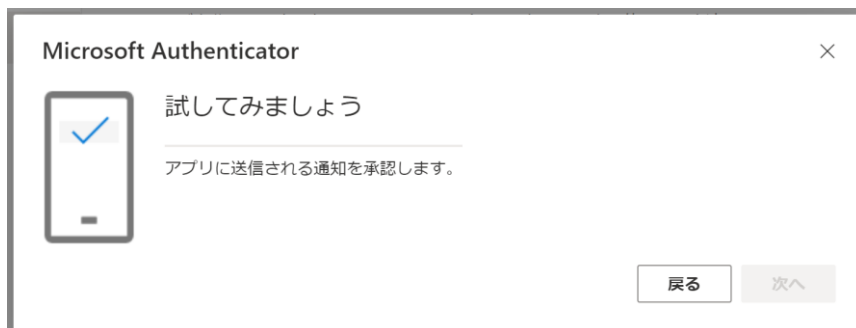 Microsoft Authenticator
試してみましょう
アプリに送信される通知を承認します。
戻る
次へ